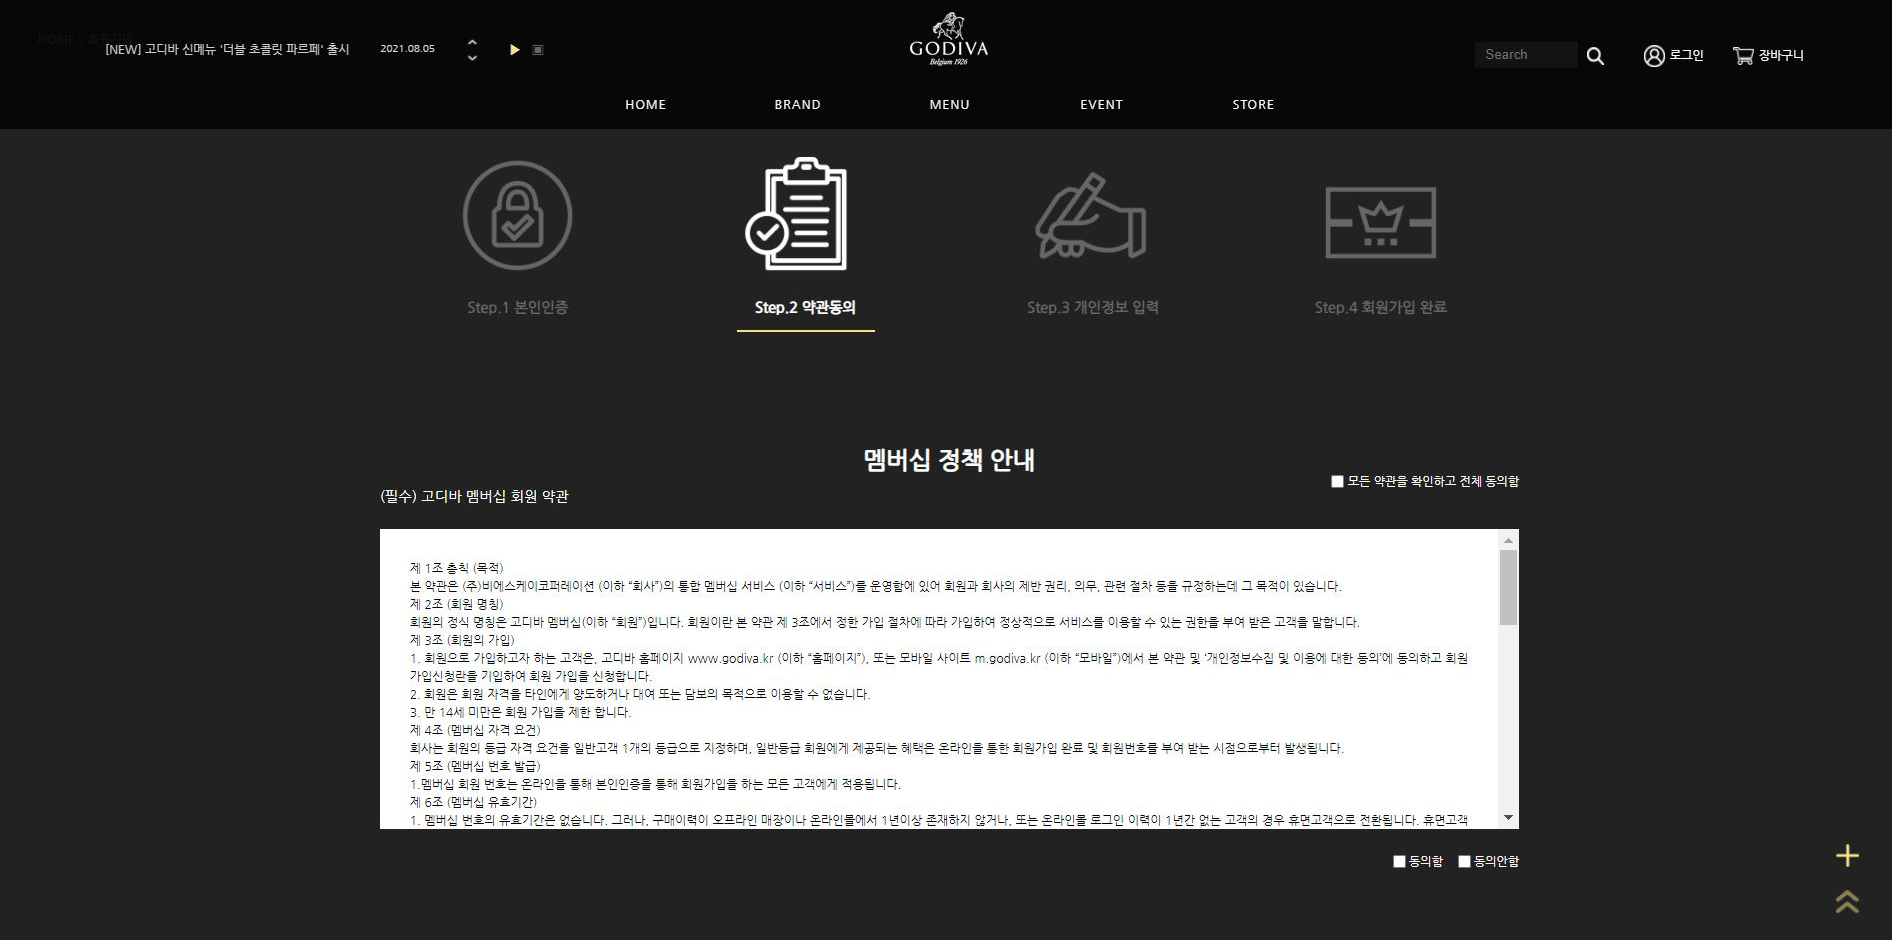 HOME > 회원가입
[NEW] 고디바 신메뉴 '더블 초콜릿 파르페' 출시 2021.08.05
GODIVA
Belgium 1926
Search 로그인 장바구니
HOME BRAND MENU EVENT STORE
Step.1 본인인증 Step.2 약관동의 Step.3 개인정보 입력 Step.4 회원가입 완료
멤버십 정책 안내
모든 약관을 확인하고 전체 동의함
(필수) 고디바 멤버십 회원 약관
제 1조 총칙 (목적)
본 약관은 (주)비에스케이코퍼레이션 (이하 “회사”)의 통합 멤버십 서비스 (이하 “서비스”)를 운영함에 있어 회원과 회사의 제반 권리, 의무, 관련 절차 등을 규정하는데 그 목적이 있습니다.
제 2조 (회원 명칭)
회원의 정식 명칭은 고디바 멤버십(이하 “회원”)입니다. 회원이란 본 약관 제 3조에서 정한 가입 절차에 따라 가입하여 정상적으로 서비스를 이용할 수 있는 권한을 부여 받은 고객을 말합니다.
제 3조 (회원의 가입)
1. 회원으로 가입하고자 하는 고객은, 고디바 홈페이지 www.godiva.kr (이하 “홈페이지”), 또는 모바일 사이트 m.godiva.kr (이하 “모바일”)에서 본 약관 및 ‘개인정보수집 및 이용에 대한 동의’에 동의하고 회원
가입신청란을 기입하여 회원 가입을 신청합니다.
2. 회원은 회원 자격을 타인에게 양도하거나 대여 또는 담보의 목적으로 이용할 수 없습니다.
3. 만 14세 미만은 회원 가입을 제한 합니다.
제 4조 (멤버십 자격 요건)
회사는 회원의 등급 자격 요건을 일반고객 1개의 등급으로 지정하며, 일반등급 회원에게 제공되는 혜택은 온라인을 통한 회원가입 완료 및 회원번호를 부여 받는 시점으로부터 발생됩니다.
제 5조 (멤버십 번호 발급)
1.멤버십 회원 번호는 온라인을 통해 본인인증을 통해 회원가입을 하는 모든 고객에게 적용됩니다.
제 6조 (멤버십 유효기간)
1. 멤버십 번호의 유효기간은 없습니다. 그러나, 구매이력이 오프라인 매장이나 온라인몰에서 1년이상 존재하지 않거나, 또는 온라인몰 로그인 이력이 1년간 없는 고객의 경우 휴면고객으로 전환됩니다. 휴면고객
동의함 동의안함